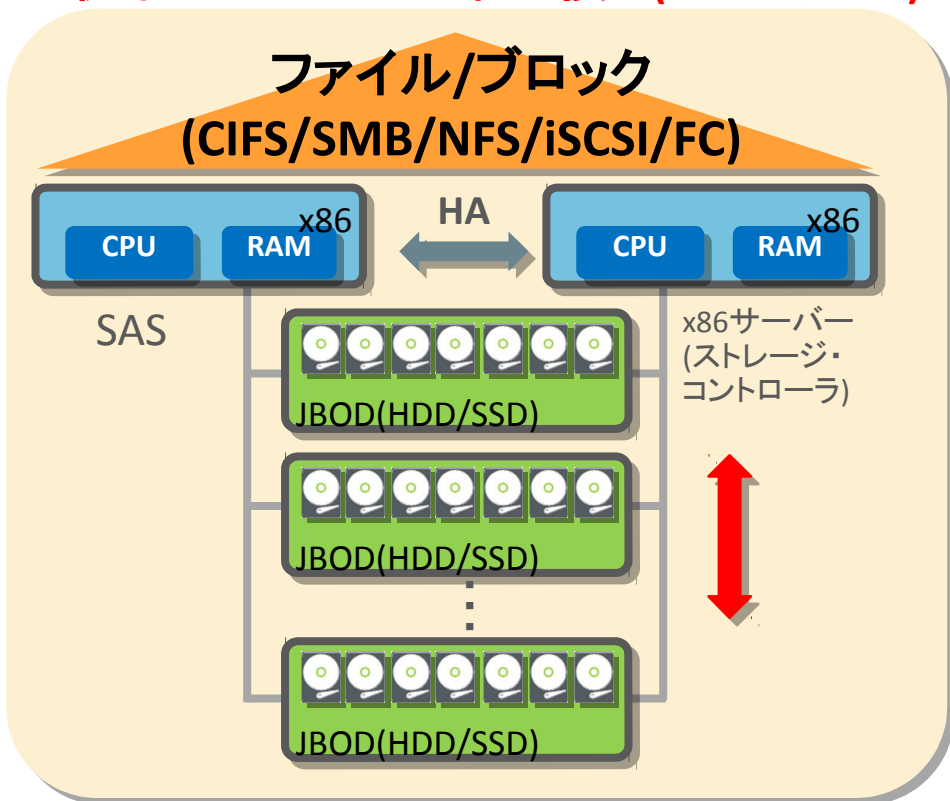 ファイル/ブロック
(CIFS/SMB/NFS/iSCSI/FC)
x86
CPU
RAM
HA
x86
CPU
RAM
SAS
x86サーバー
(ストレージ・
コントローラ)
JBOD(HDD/SSD)
JBOD(HDD/SSD)
JBOD(HDD/SSD)